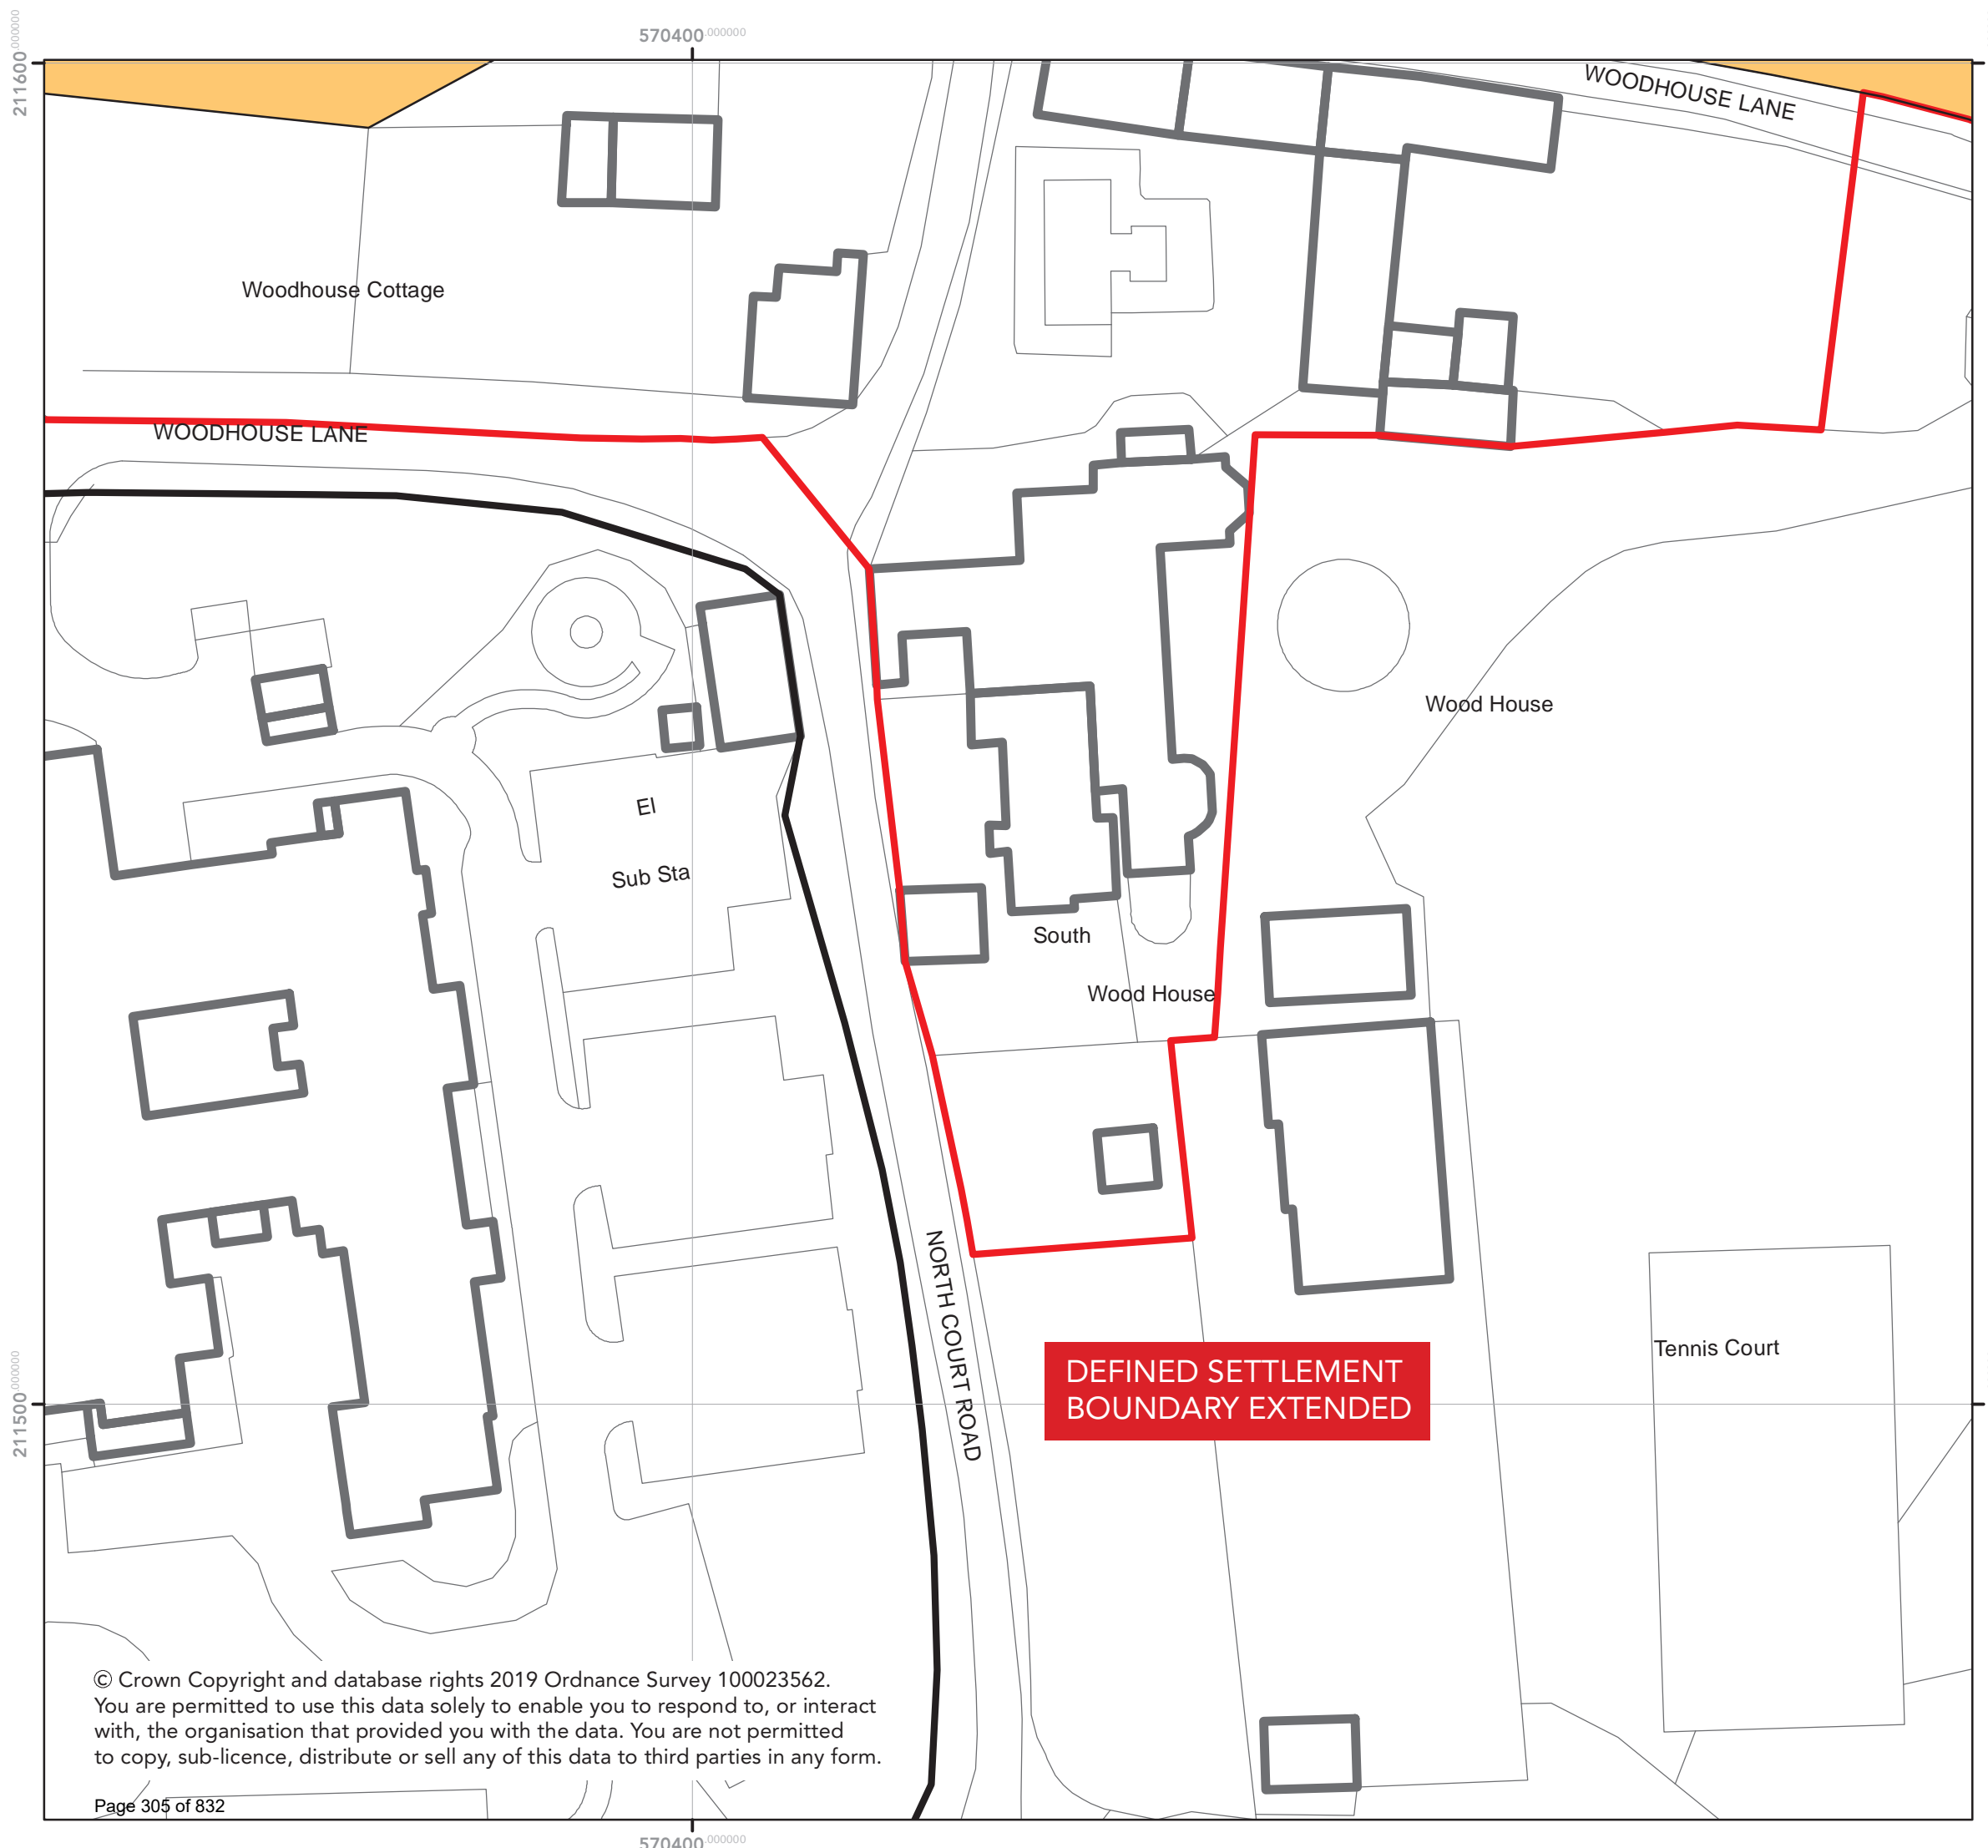 570400.000000
211600.000000
WOODHOUSE LANE
Woodhouse Cottage
WOODHOUSE LANE
Wood House
El
Sub Sta
South
Wood House
NORTH COURT ROAD
DEFINED SETTLEMENT
BOUNDARY EXTENDED
Tennis Court
211500.000000
© Crown Copyright and database rights 2019 Ordnance Survey 100023562.
You are permitted to use this data solely to enable you to respond to, or interact
with, the organisation that provided you with the data. You are not permitted
to copy, sub-licence, distribute or sell any of this data to third parties in any form.
Page 305 of 832
570400.000000